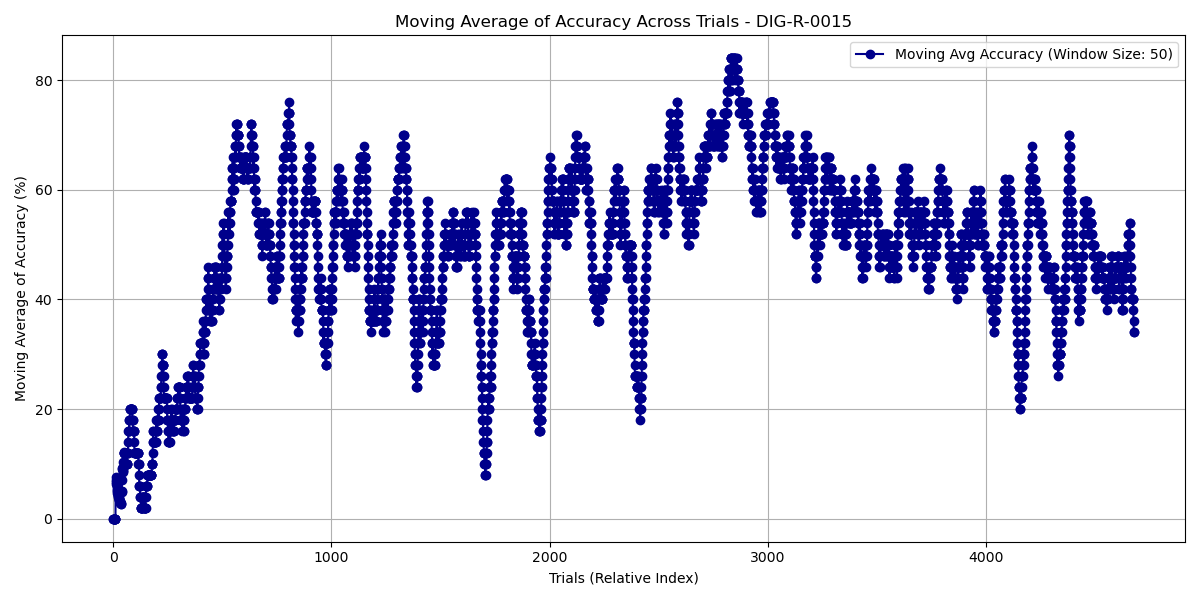 Moving Average of Accuracy Across Trials - DIG-R-0015
Moving Avg Accuracy (Window Size: 50)
Moving Average of Accuracy (%)
80
60
40
20
0
0 1000 2000 3000 4000
Trials (Relative Index)